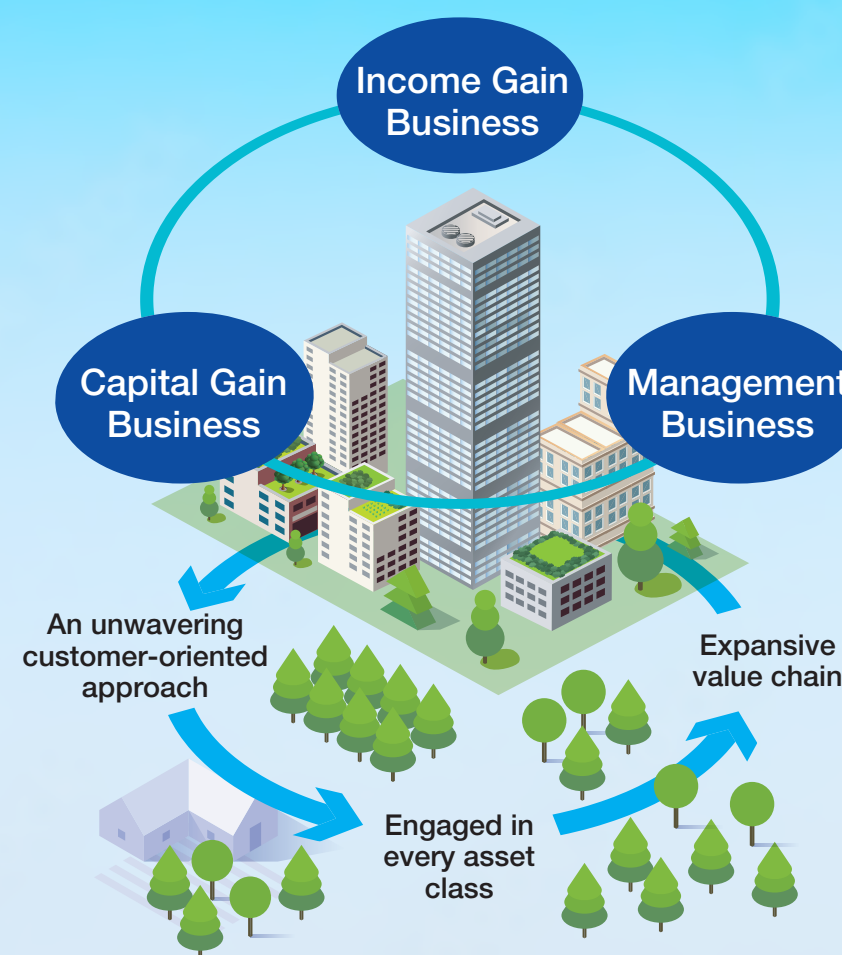 Income Gain
Business
Capital Gain
Business
Management
Business
An unwavering
customer-oriented
approach
Expansive
value chain
Engaged in
every asset
class